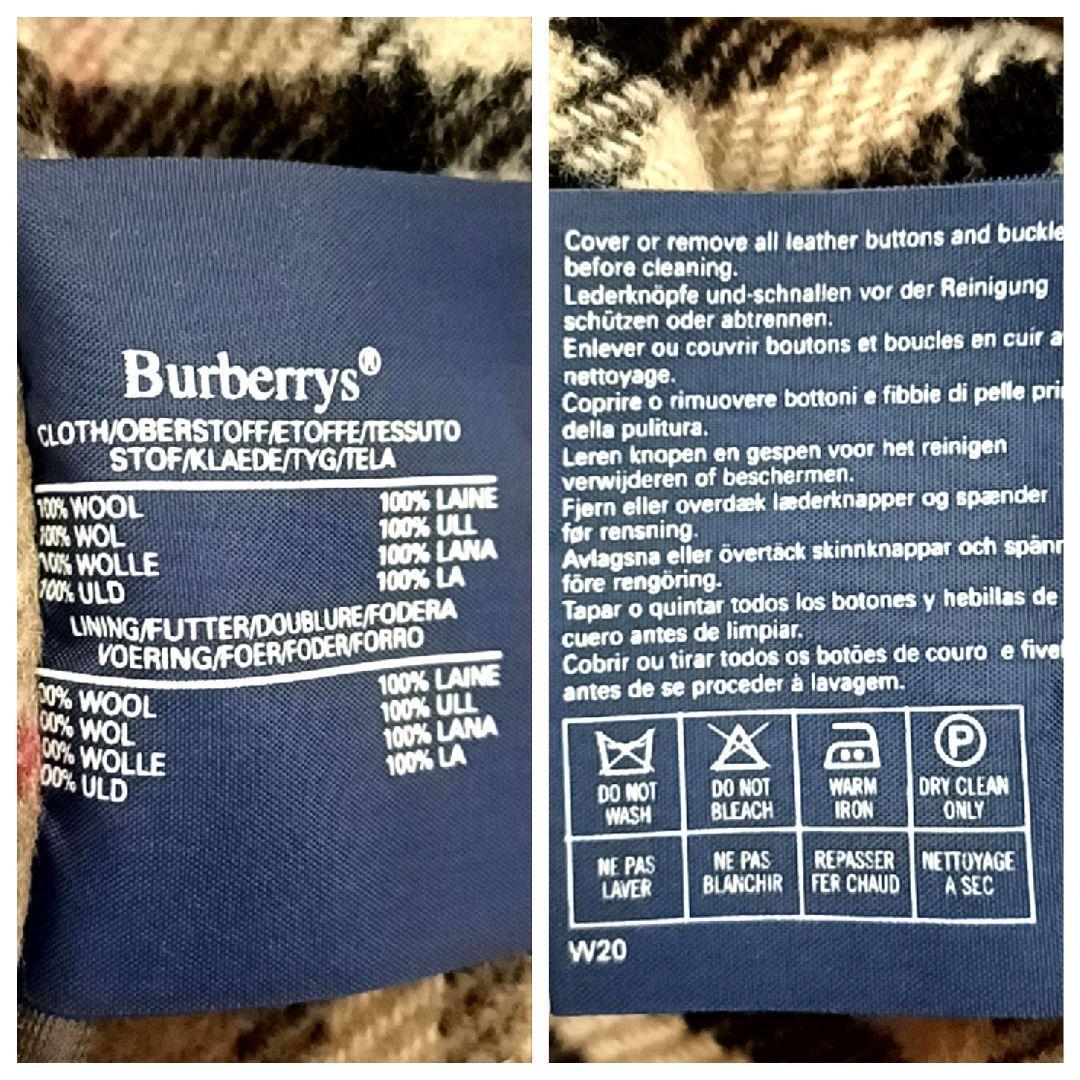 Burberrys®
CLOTH/OBERSTOFF/ETOFFE/TESSUTO
STOF/KLAEDE/TYG/TELA
100% WOOL 100% LAINE
100% WOL 100% ULL
100% WOLLE 100% LANA
100% ULD 100% LA
LINING/FUTTER/DOUBLURE/FODERA
VOERING/FOER/FODER/FORRO
00% WOOL 100% LAINE
00% WOL 100% ULL
00% WOLLE 100% LANA
00% ULD 100% LA
Cover or remove all leather buttons and buckle
before cleaning.
Lederknöpfe und-schnallen vor der Reinigung
schützen oder abtrennen.
Enlever ou couvrir boutons et boucles en cuir a
nettoyage.
Coprire o rimuovere bottoni e fibbie di pelle pri
della pulitura.
Leren knopen en gespen voor het reinigen
verwijderen of beschermen.
Fjern eller overdæk læderknapper og spænder
før rensning.
Avlagsna eller övertäck skinnknappar och spänn
före rengöring.
Tapar o quintar todos los botones y hebillas de
cuero antes de limpiar.
Cobrir ou tirar todos os botões de couro e fivel
antes de se proceder à lavagem.
P
DO NOT WASH
DO NOT BLEACH
WARM IRON
DRY CLEAN ONLY
NE PAS LAVER
NE PAS BLANCHIR
REPASSER FER CHAUD
NETTOYAGE A SEC
W20